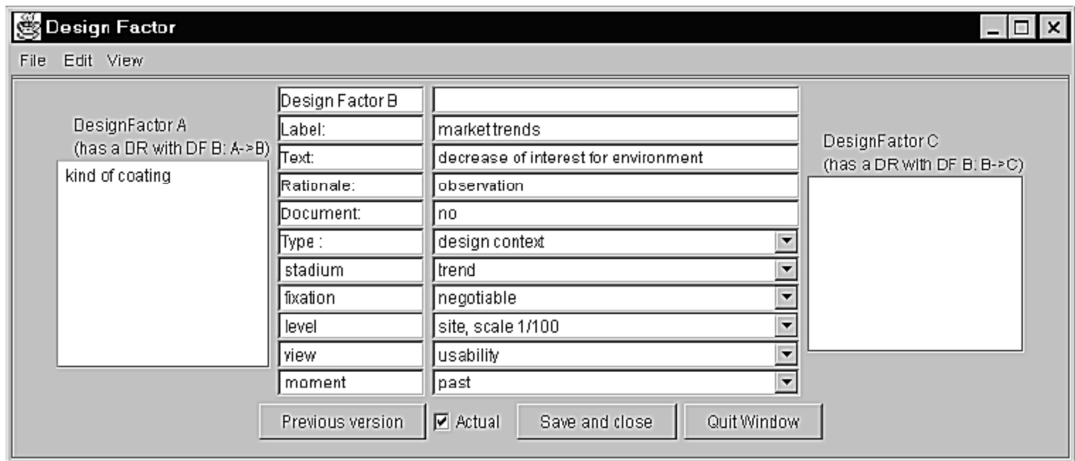 Design Factor
File Edit View
DesignFactor A
(has a DR with DF B: A->B)
kind of coating
Design Factor B
Label: market trends
Text: decrease of interest for environment
Rationale: observation
Document: no
Type : design context
stadium trend
fixation negotiable
level site, scale 1/100
view usability
moment past
DesignFactor C
(has a DR with DF B: B->C)
Previous version Actual Save and close Quit Window